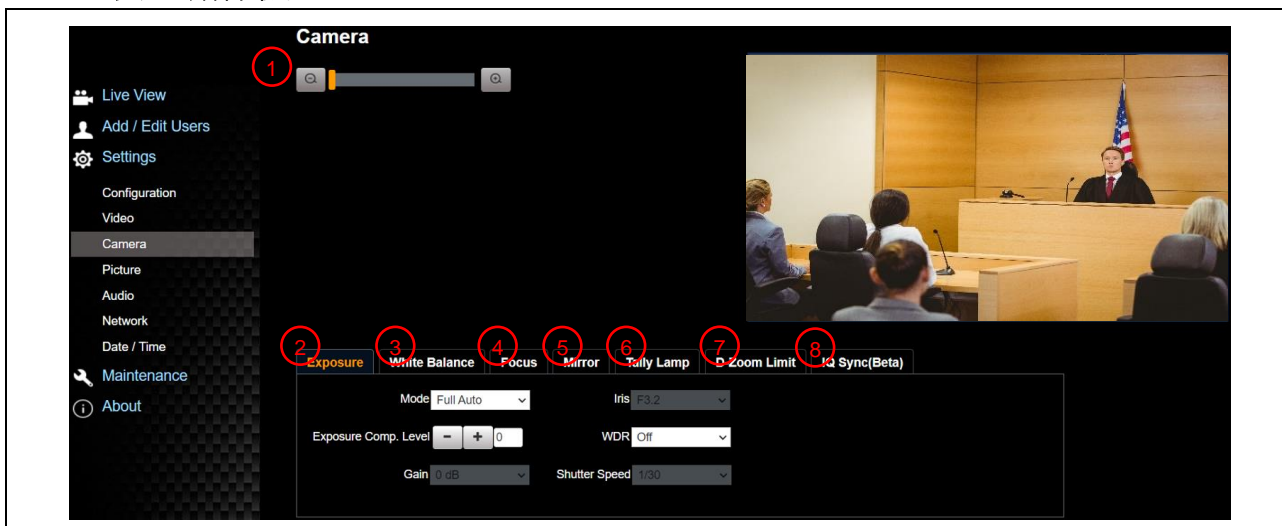 Camera
1
Live View
Add / Edit Users
Settings
Configuration
Video
Camera
Picture
Audio
Network
Date / Time
Maintenance
About
2 3 4 5 6 7 8
Exposure White Balance Focus Mirror Tally Lamp D-Zoom Limit IQ Sync(Beta)
Mode Full Auto Iris F3.2
Exposure Comp. Level - + 0 WDR Off
Gain 0 dB Shutter Speed 1/30